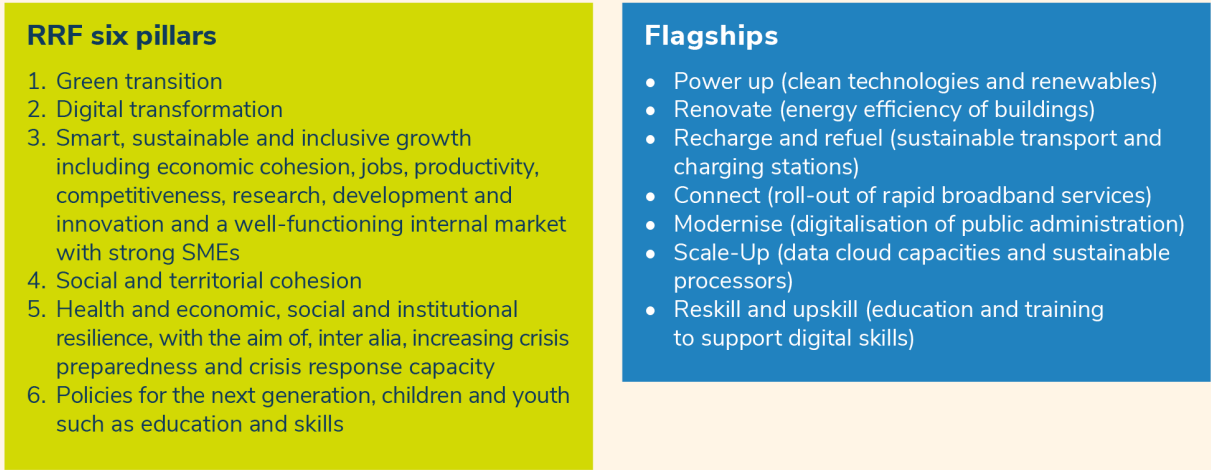 RRF six pillars
1. Green transition
2. Digital transformation
3. Smart, sustainable and inclusive growth
including economic cohesion, jobs, productivity,
competitiveness, research, development and
innovation and a well-functioning internal market
with strong SMEs
4. Social and territorial cohesion
5. Health and economic, social and institutional
resilience, with the aim of, inter alia, increasing crisis
preparedness and crisis response capacity
6. Policies for the next generation, children and youth
such as education and skills
Flagships
• Power up (clean technologies and renewables)
• Renovate (energy efficiency of buildings)
• Recharge and refuel (sustainable transport and
charging stations)
• Connect (roll-out of rapid broadband services)
• Modernise (digitalisation of public administration)
• Scale-Up (data cloud capacities and sustainable
processors)
• Reskill and upskill (education and training
to support digital skills)